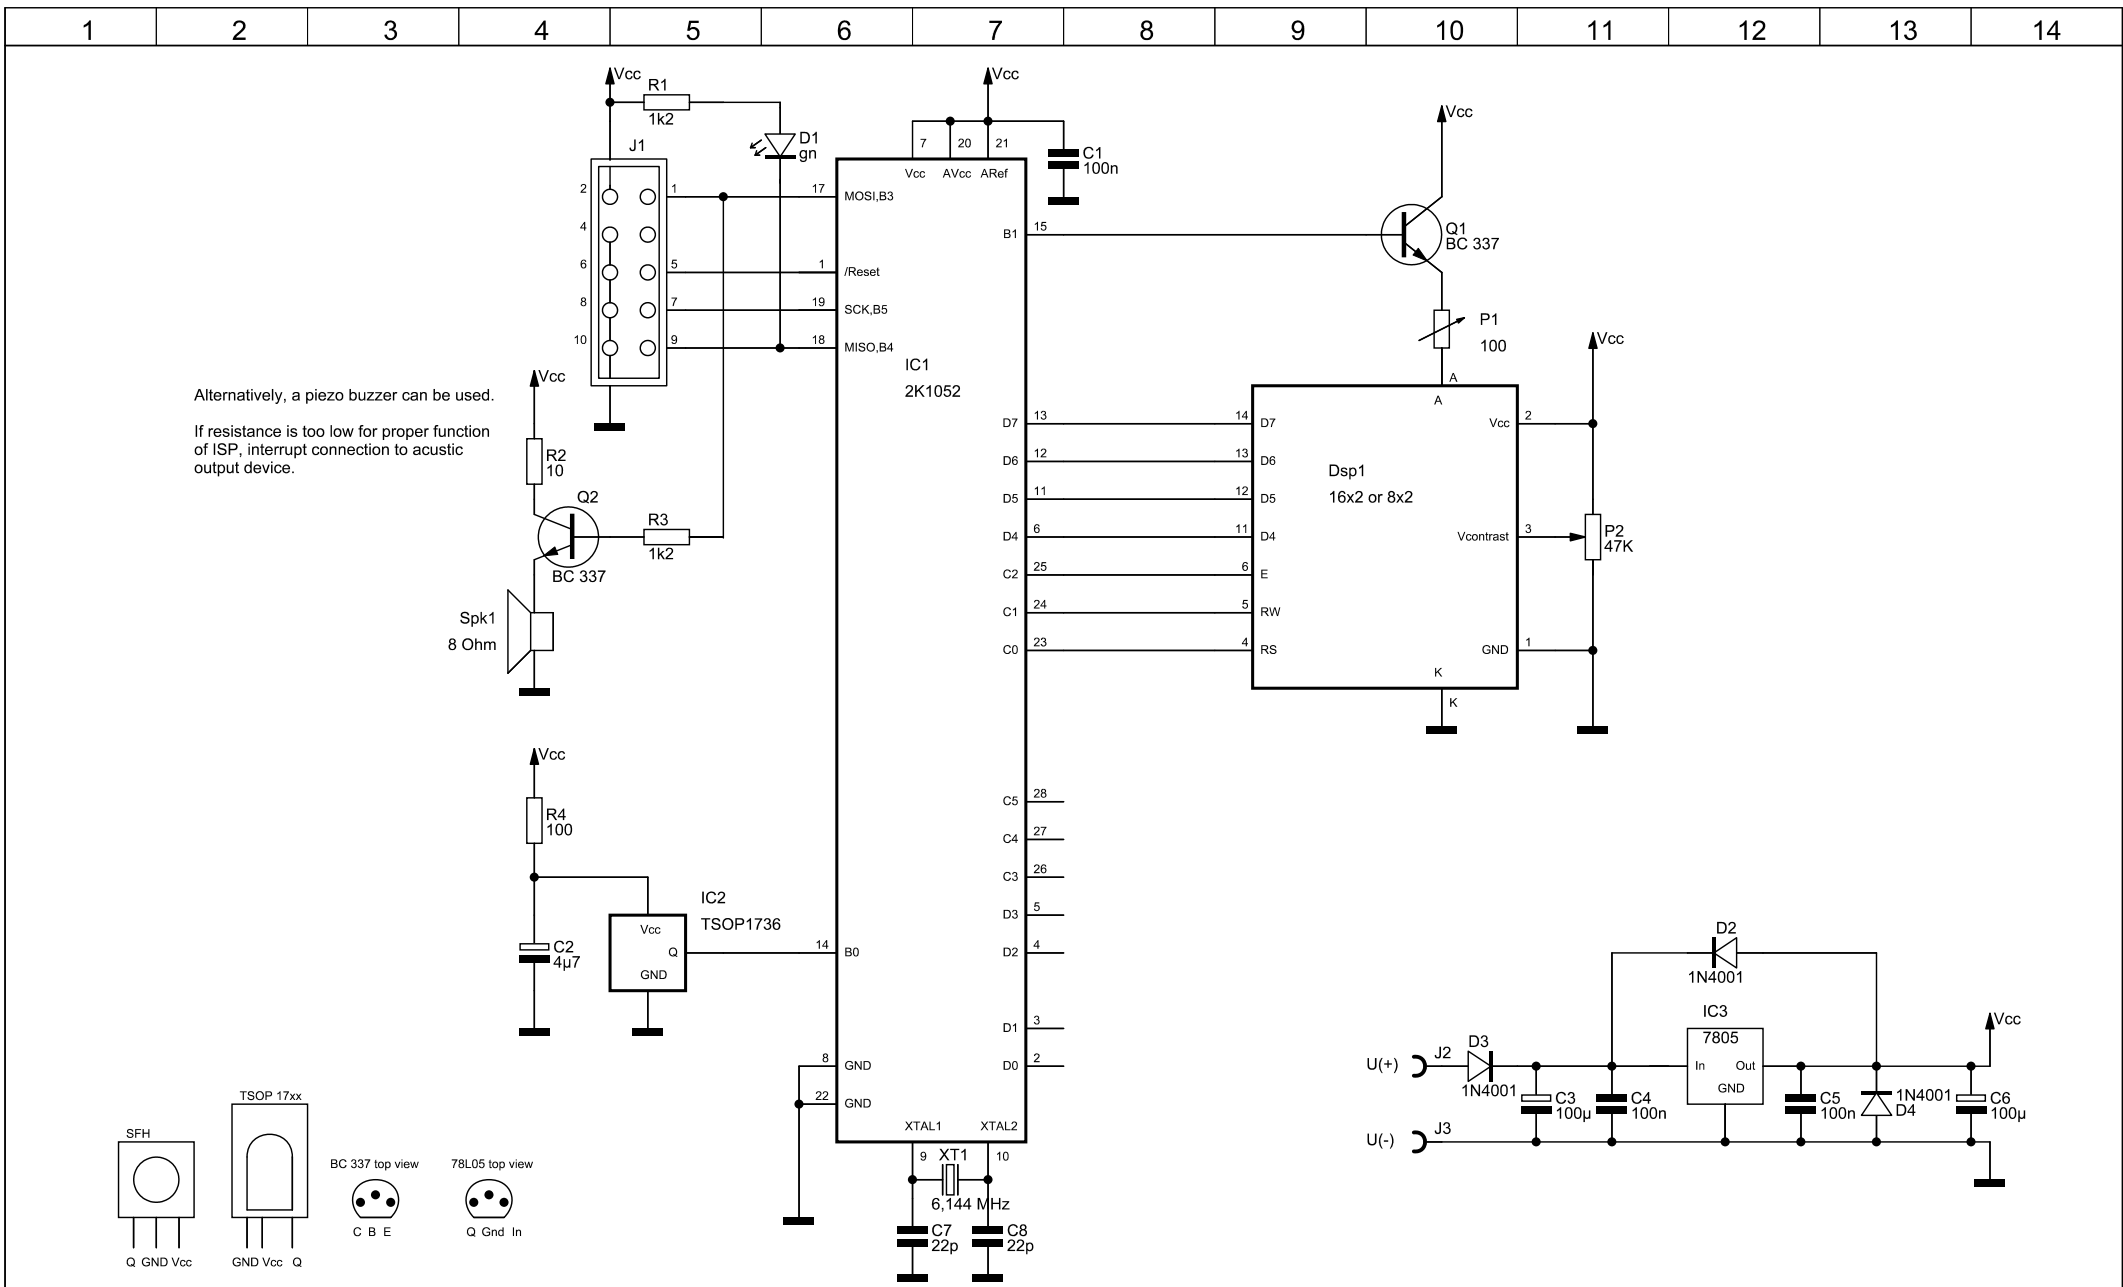 1 2 3 4 5 6 7 8 9 10 11 12 13 14
Vcc
R1
1k2
D1
gn
J1
2 1
4
6 5
8 7
10 9
17 MOSI,B3
1 /Reset
19 SCK,B5
18 MISO,B4
Vcc
7 20 21
Vcc AVcc ARef
C1
100n
B1 15
IC1
2K1052
Vcc
Q1
BC 337
P1
100
A
A
Vcc
Alternatively, a piezo buzzer can be used.
If resistance is too low for proper function
of ISP, interrupt connection to acustic
output device.
Vcc
R2
10
Q2
BC 337
R3
1k2
Spk1
8 Ohm
D7 13 14 D7
D6 12 13 D6
D5 11 12 D5
D4 6 11 D4
C2 25 6 E
C1 24 5 RW
C0 23 4 RS
Dsp1
16x2 or 8x2
Vcc 2
Vcontrast 3
P2
47K
GND 1
K
K
Vcc
R4
100
C2
4µ7
IC2
TSOP1736
Vcc
Q
GND
14 B0
8 GND
22 GND
C5 28
C4 27
C3 26
D3 5
D2 4
D1 3
D0 2
XTAL1 XTAL2
9 XT1 10
6,144 MHz
C7
22p
C8
22p
D2
1N4001
IC3
7805
In Out
GND
Vcc
U(+) J2
D3
1N4001
C3
100µ
C4
100n
C5
100n
1N4001
D4
C6
100µ
U(-) J3
SFH
Q GND Vcc
TSOP 17xx
GND Vcc Q
BC 337 top view
C B E
78L05 top view
Q Gnd In